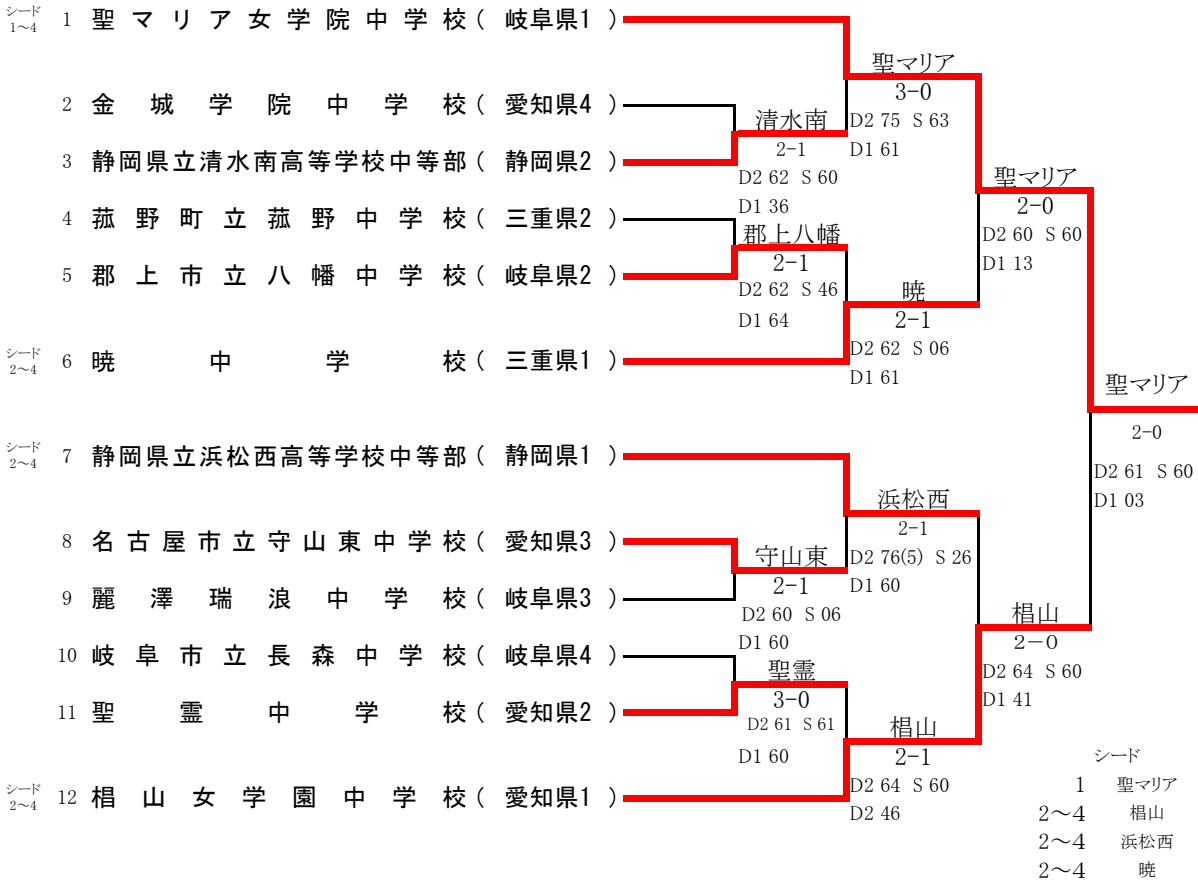 シード 1～4 1 聖マリア女学院中学校 ( 岐阜県1 )
聖マリア
3-0
D2 75 S 63
D1 61
2 金城学院中学校 ( 愛知県4 )
清水南
2-1
D2 62 S 60
D1 36
3 静岡県立清水南高等学校中等部 ( 静岡県2 )
聖マリア
2-0
D2 60 S 60
D1 13
4 菰野町立菰野中学校 ( 三重県2 )
郡上八幡
2-1
D2 62 S 46
D1 64
5 郡上市立八幡中学校 ( 岐阜県2 )
暁
2-1
D2 62 S 06
D1 61
シード 2～4 6 暁中学校 ( 三重県1 )
聖マリア
2-0
D2 61 S 60
D1 03
シード 2～4 7 静岡県立浜松西高等学校中等部 ( 静岡県1 )
浜松西
2-1
D2 76(5) S 26
D1 60
8 名古屋市立守山東中学校 ( 愛知県3 )
守山東
2-1
D2 60 S 06
D1 60
9 麗澤瑞浪中学校 ( 岐阜県3 )
椙山
2－0
D2 64 S 60
D1 41
10 岐阜市立長森中学校 ( 岐阜県4 )
聖霊
3-0
D2 61 S 61
D1 60
11 聖霊中学校 ( 愛知県2 )
椙山
2-1
D2 64 S 60
D2 46
シード 2～4 12 椙山女学園中学校 ( 愛知県1 )
シード
1 聖マリア
2～4 椙山
2～4 浜松西
2～4 暁